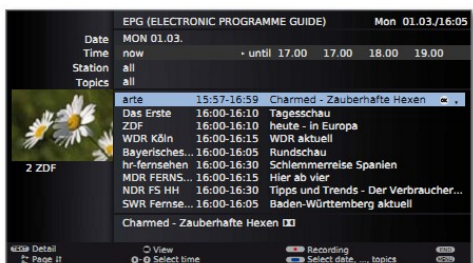 EPG (ELECTRONIC PROGRAMME GUIDE) Mon 01.03./16:05
Date MON 01.03.
Time now • until 17.00 17.00 18.00 19.00
Station all
Topics all
arte 15:57-16:59 Charmed - Zauberhafte Hexen OK
Das Erste 16:00-16:10 Tagesschau
ZDF 16:00-16:10 heute - in Europa
WDR Köln 16:00-16:15 WDR aktuell
Bayerisches... 16:00-16:05 Rundschau
hr-fernsehen 16:00-16:30 Schlemmerreise Spanien
MDR FERNS... 16:00-16:15 Hier ab vier
NDR FS HH 16:00-16:30 Tipps und Trends - Der Verbraucher...
SWR Fernse... 16:00-16:05 Baden-Württemberg aktuell
2 ZDF
Charmed - Zauberhafte Hexen
Detail View Recording END
Page Select time Select date, ..., topics